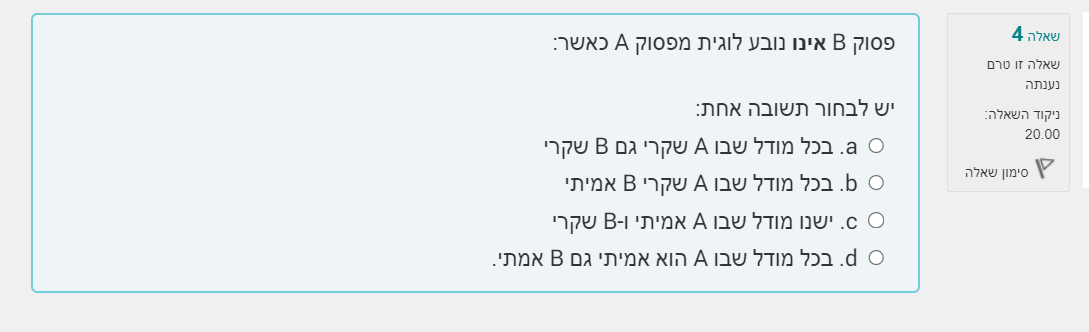 שאלה 4
שאלה זו טרם
נענתה
ניקוד השאלה:
20.00
סימון שאלה
פסוק B אינו נובע לוגית מפסוק A כאשר:
יש לבחור תשובה אחת:
a. בכל מודל שבו A שקרי גם B שקרי
b. בכל מודל שבו A שקרי B אמיתי
c. ישנו מודל שבו A אמיתי ו-B שקרי
d. בכל מודל שבו A הוא אמיתי גם B אמתי.